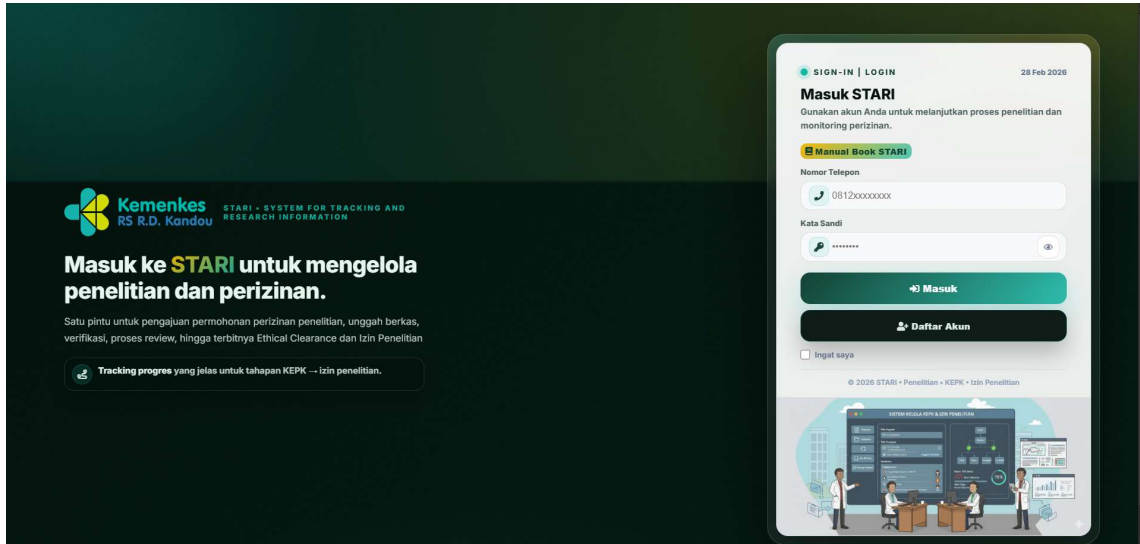 Kemenkes
RS R.D. Kandou
STARI • SYSTEM FOR TRACKING AND
RESEARCH INFORMATION
Masuk ke STARI untuk mengelola
penelitian dan perizinan.
Satu pintu untuk pengajuan permohonan perizinan penelitian, unggah berkas,
verifikasi, proses review, hingga terbitnya Ethical Clearance dan Izin Penelitian
Tracking progres yang jelas untuk tahapan KEPK → izin penelitian.
SIGN-IN | LOGIN
28 Feb 2026
Masuk STARI
Gunakan akun Anda untuk melanjutkan proses penelitian dan
monitoring perizinan.
Manual Book STARI
Nomor Telepon
0812xxxxxxxx
Kata Sandi
••••••••
Masuk
Daftar Akun
Ingat saya
© 2026 STARI • Penelitian • KEPK • Izin Penelitian
SISTEM KELOLA KEPK & IZIN PENELITIAN